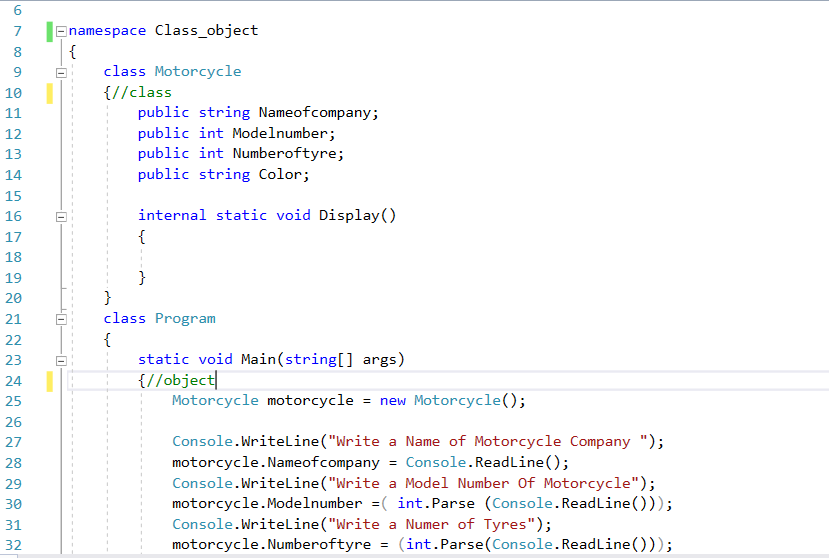 6
7 namespace Class_object
8 {
9 class Motorcycle
10 {//class
11 public string Nameofcompany;
12 public int Modelnumber;
13 public int Numberoftyre;
14 public string Color;
15
16 internal static void Display()
17 {
18
19 }
20 }
21 class Program
22 {
23 static void Main(string[] args)
24 {//object
25 Motorcycle motorcycle = new Motorcycle();
26
27 Console.WriteLine("Write a Name of Motorcycle Company ");
28 motorcycle.Nameofcompany = Console.ReadLine();
29 Console.WriteLine("Write a Model Number Of Motorcycle");
30 motorcycle.Modelnumber =( int.Parse (Console.ReadLine()));
31 Console.WriteLine("Write a Numer of Tyres");
32 motorcycle.Numberoftyre = (int.Parse(Console.ReadLine()));